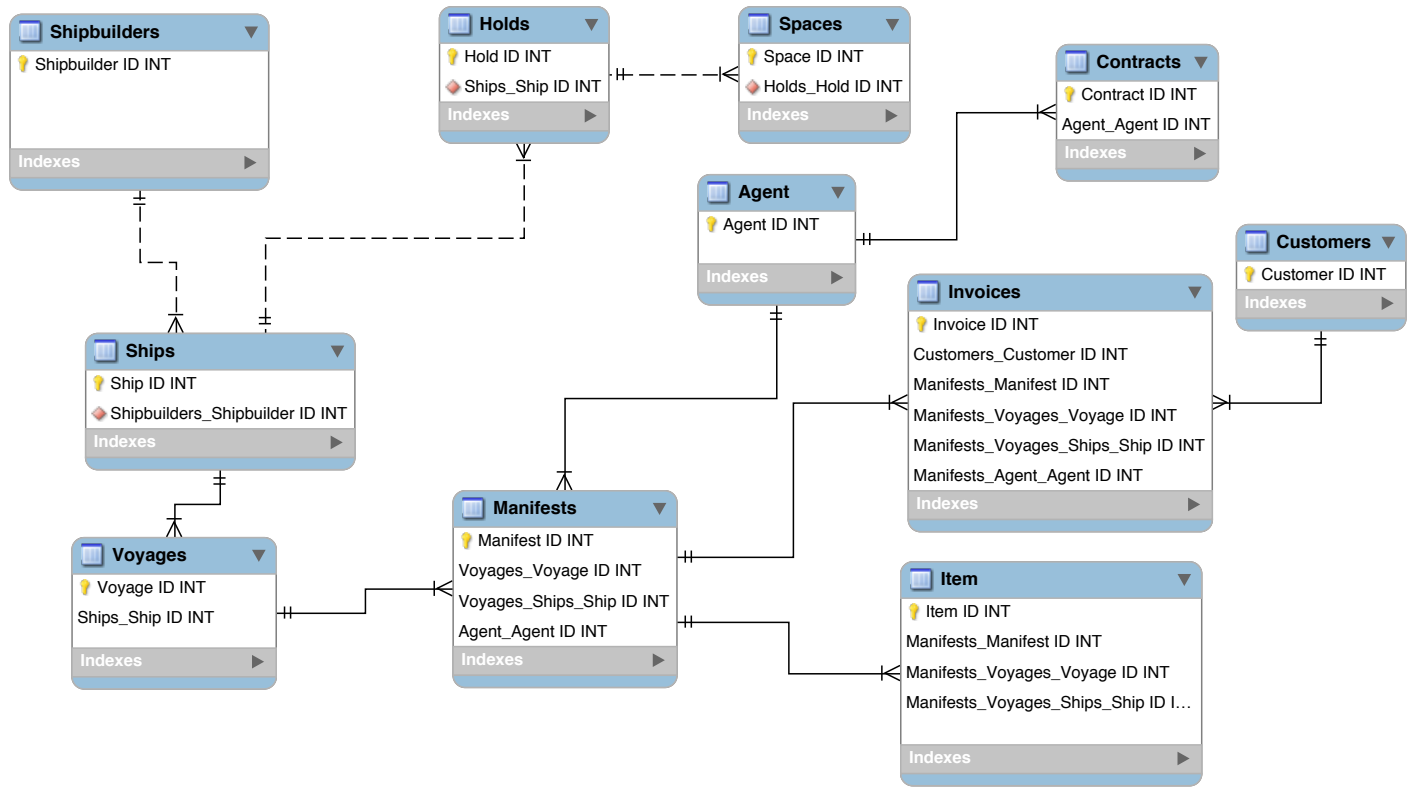 Shipbuilders
Shipbuilder ID INT
Indexes
Holds
Hold ID INT
Ships_Ship ID INT
Indexes
Spaces
Space ID INT
Holds_Hold ID INT
Indexes
Contracts
Contract ID INT
Agent_Agent ID INT
Indexes
Agent
Agent ID INT
Indexes
Customers
Customer ID INT
Indexes
Invoices
Invoice ID INT
Customers_Customer ID INT
Manifests_Manifest ID INT
Manifests_Voyages_Voyage ID INT
Manifests_Voyages_Ships_Ship ID INT
Manifests_Agent_Agent ID INT
Indexes
Ships
Ship ID INT
Shipbuilders_Shipbuilder ID INT
Indexes
Voyages
Voyage ID INT
Ships_Ship ID INT
Indexes
Manifests
Manifest ID INT
Voyages_Voyage ID INT
Voyages_Ships_Ship ID INT
Agent_Agent ID INT
Indexes
Item
Item ID INT
Manifests_Manifest ID INT
Manifests_Voyages_Voyage ID INT
Manifests_Voyages_Ships_Ship ID I...
Indexes